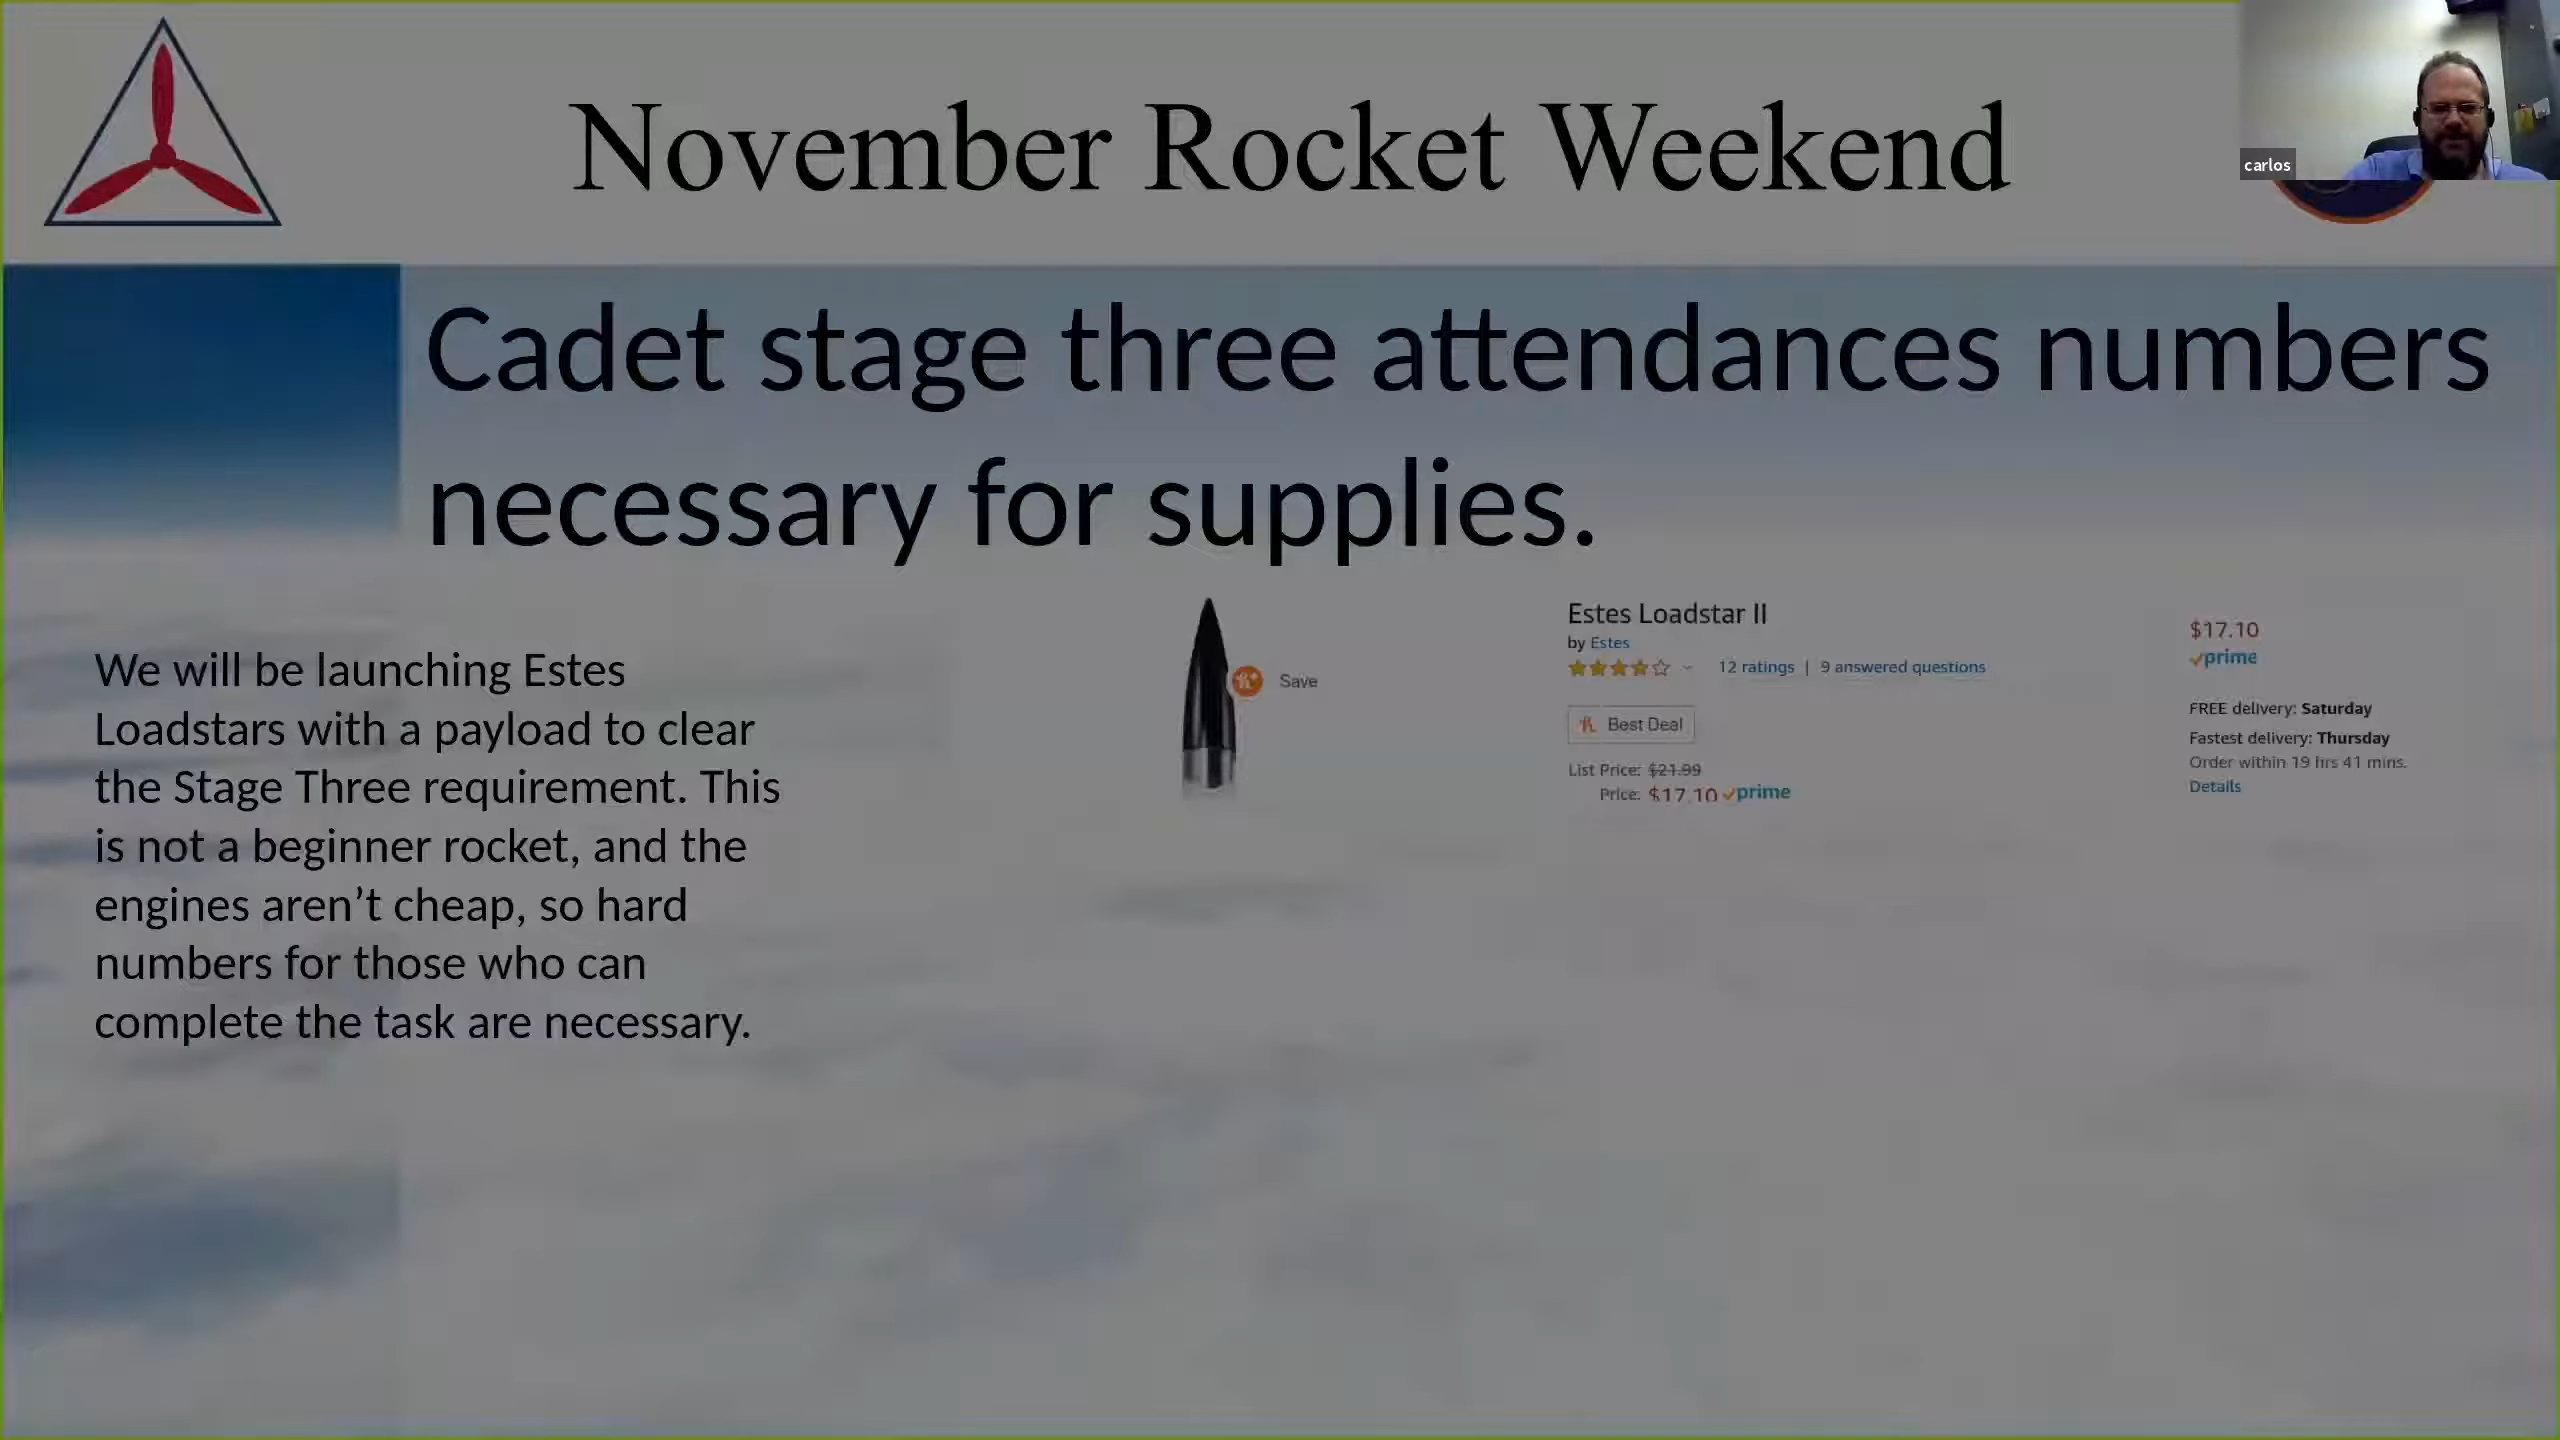 November Rocket Weekend
carlos
Cadet stage three attendances numbers
necessary for supplies.
We will be launching Estes
Loadstars with a payload to clear
the Stage Three requirement. This
is not a beginner rocket, and the
engines aren’t cheap, so hard
numbers for those who can
complete the task are necessary.
Save
Estes Loadstar II
by Estes
12 ratings | 9 answered questions
Best Deal
List Price: $21.99
Price: $17.10 prime
$17.10
prime
FREE delivery: Saturday
Fastest delivery: Thursday
Order within 19 hrs 41 mins.
Details